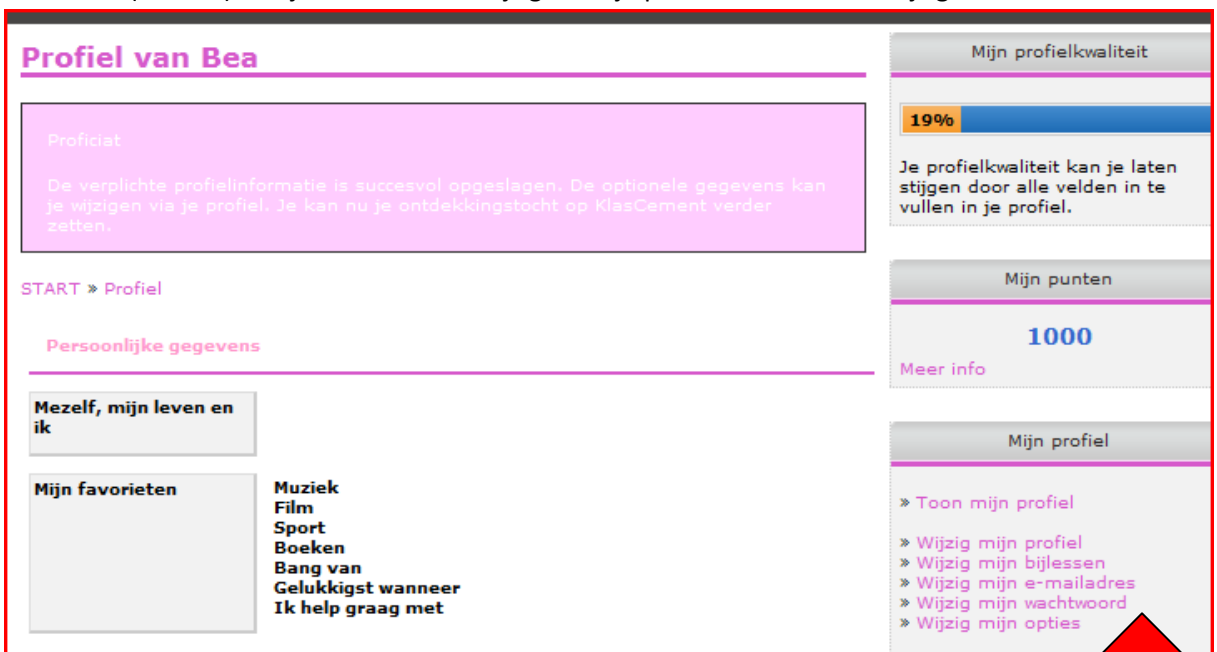 Profiel van Bea
Proficiat
De verplichte profielinformatie is succesvol opgeslagen. De optionele gegevens kan
je wijzigen via je profiel. Je kan nu je ontdekkingstocht op KlasCement verder
zetten.
START » Profiel
Persoonlijke gegevens
Mezelf, mijn leven en
ik
Mijn favorieten
Muziek
Film
Sport
Boeken
Bang van
Gelukkigst wanneer
Ik help graag met
Mijn profielkwaliteit
19%
Je profielkwaliteit kan je laten
stijgen door alle velden in te
vullen in je profiel.
Mijn punten
1000
Meer info
Mijn profiel
» Toon mijn profiel
» Wijzig mijn profiel
» Wijzig mijn bijlessen
» Wijzig mijn e-mailadres
» Wijzig mijn wachtwoord
» Wijzig mijn opties